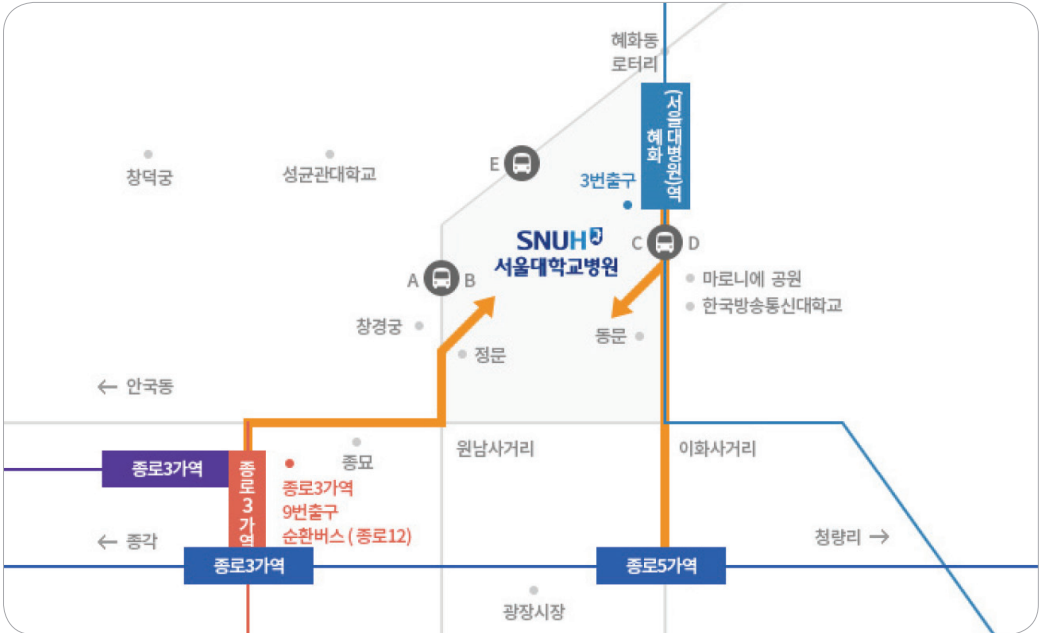 혜화동
로터리
혜화
(서울대병원)역
E
3번출구
창덕궁
성균관대학교
SNUH
서울대학교병원
C
D
마로니에 공원
한국방송통신대학교
A
B
창경궁
정문
동문
← 안국동
원남사거리
이화사거리
종묘
종로3가역
종로3가역
종로3가역
9번출구
순환버스 ( 종로12)
← 종각
청량리 →
종로3가역
종로5가역
광장시장